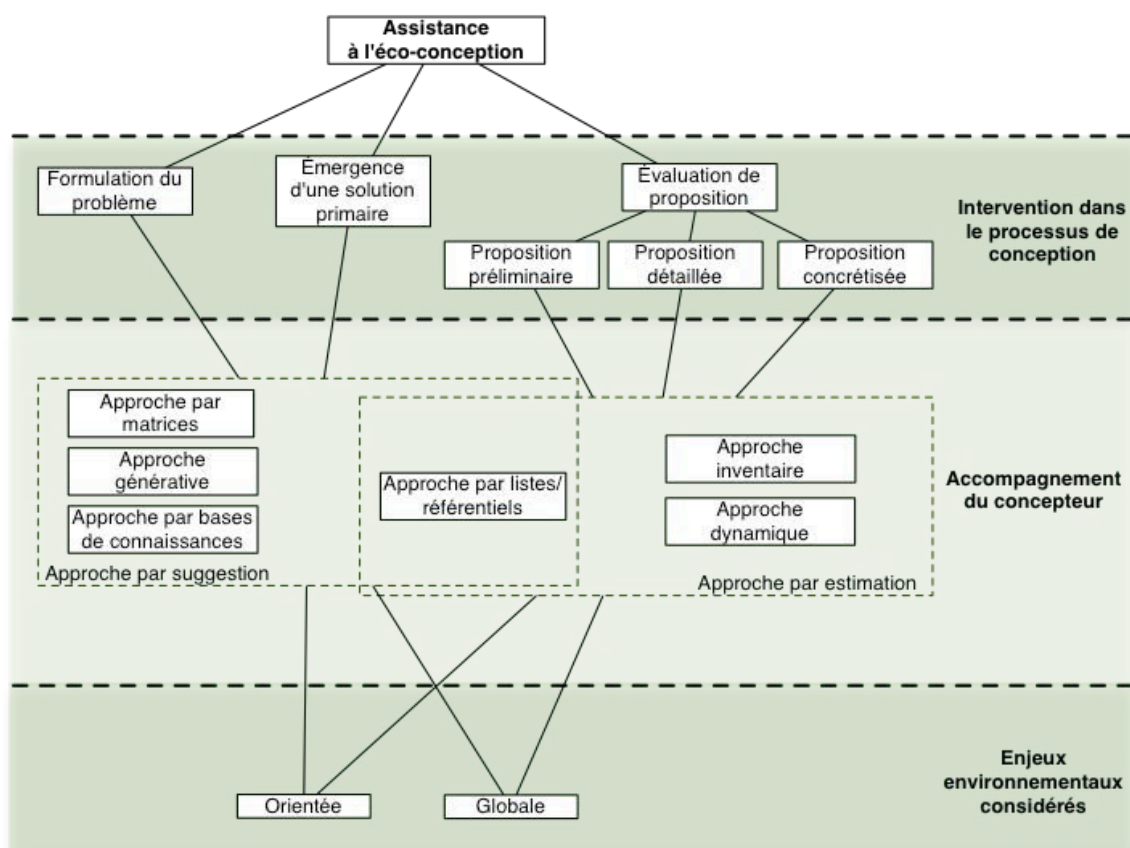 Assistance
à l'éco-conception
Formulation du
problème
Émergence
d'une solution
primaire
Évaluation de
proposition
Proposition
préliminaire
Proposition
détaillée
Proposition
concrétisée
Intervention dans
le processus de
conception
Approche par
matrices
Approche
générative
Approche par bases
de connaissances
Approche par suggestion
Approche par listes/
référentiels
Approche
inventaire
Approche
dynamique
Approche par estimation
Accompagnement
du concepteur
Orientée
Globale
Enjeux
environnementaux
considérés